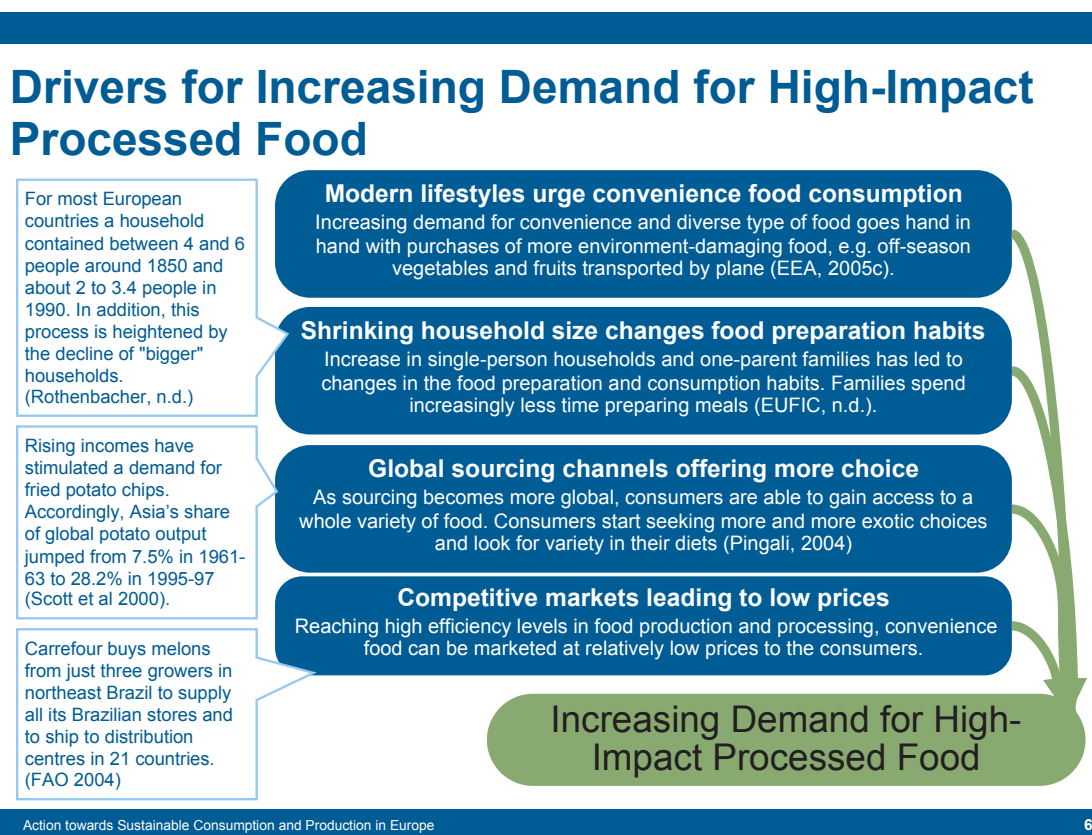 Drivers for Increasing Demand for High-Impact
Processed Food
For most European
countries a household
contained between 4 and 6
people around 1850 and
about 2 to 3.4 people in
1990. In addition, this
process is heightened by
the decline of "bigger"
households.
(Rothenbacher, n.d.)
Rising incomes have
stimulated a demand for
fried potato chips.
Accordingly, Asia’s share
of global potato output
jumped from 7.5% in 1961-
63 to 28.2% in 1995-97
(Scott et al 2000).
Carrefour buys melons
from just three growers in
northeast Brazil to supply
all its Brazilian stores and
to ship to distribution
centres in 21 countries.
(FAO 2004)
Modern lifestyles urge convenience food consumption
Increasing demand for convenience and diverse type of food goes hand in
hand with purchases of more environment-damaging food, e.g. off-season
vegetables and fruits transported by plane (EEA, 2005c).
Shrinking household size changes food preparation habits
Increase in single-person households and one-parent families has led to
changes in the food preparation and consumption habits. Families spend
increasingly less time preparing meals (EUFIC, n.d.).
Global sourcing channels offering more choice
As sourcing becomes more global, consumers are able to gain access to a
whole variety of food. Consumers start seeking more and more exotic choices
and look for variety in their diets (Pingali, 2004)
Competitive markets leading to low prices
Reaching high efficiency levels in food production and processing, convenience
food can be marketed at relatively low prices to the consumers.
Increasing Demand for High-
Impact Processed Food
Action towards Sustainable Consumption and Production in Europe
6